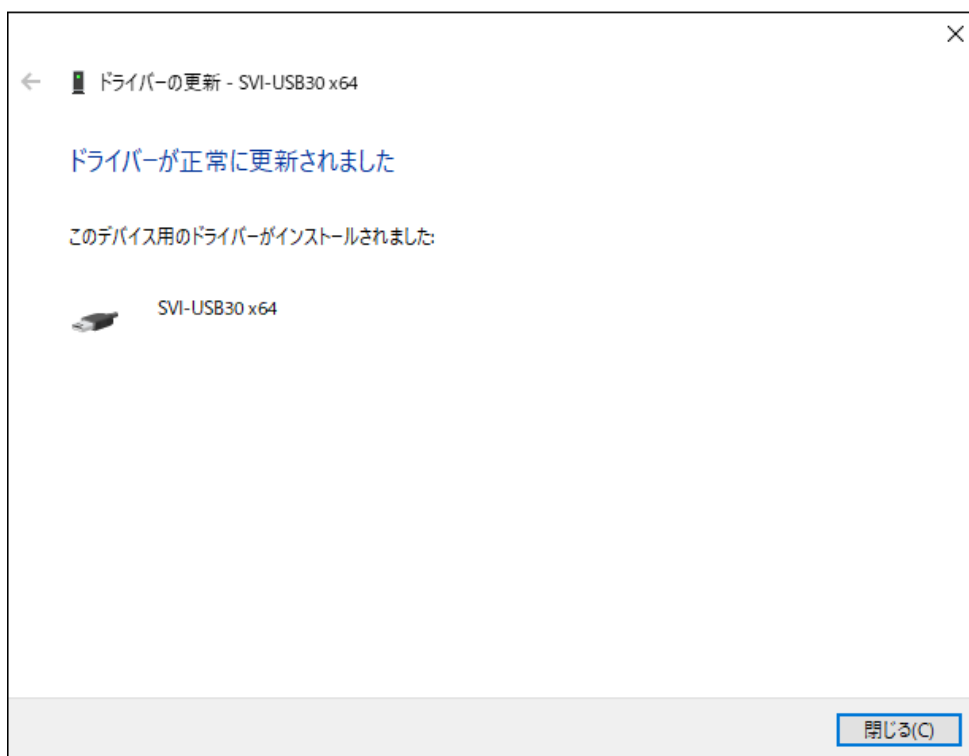 ドライバーの更新 - SVI-USB30 x64
ドライバーが正常に更新されました
このデバイス用のドライバーがインストールされました:
SVI-USB30 x64
閉じる(C)